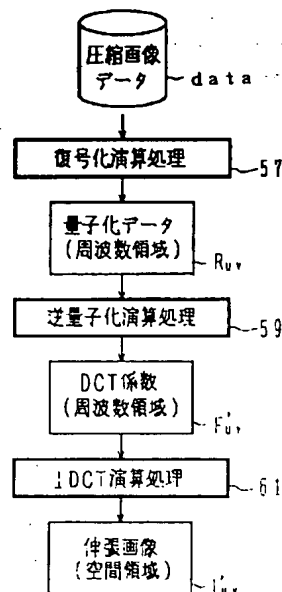 圧縮画像
データ
data
復号化演算処理
57
量子化データ
(周波数領域)
Ruv
逆量子化演算処理
59
DCT係数
(周波数領域)
F'uv
IDCT演算処理
61
伸張画像
(空間領域)